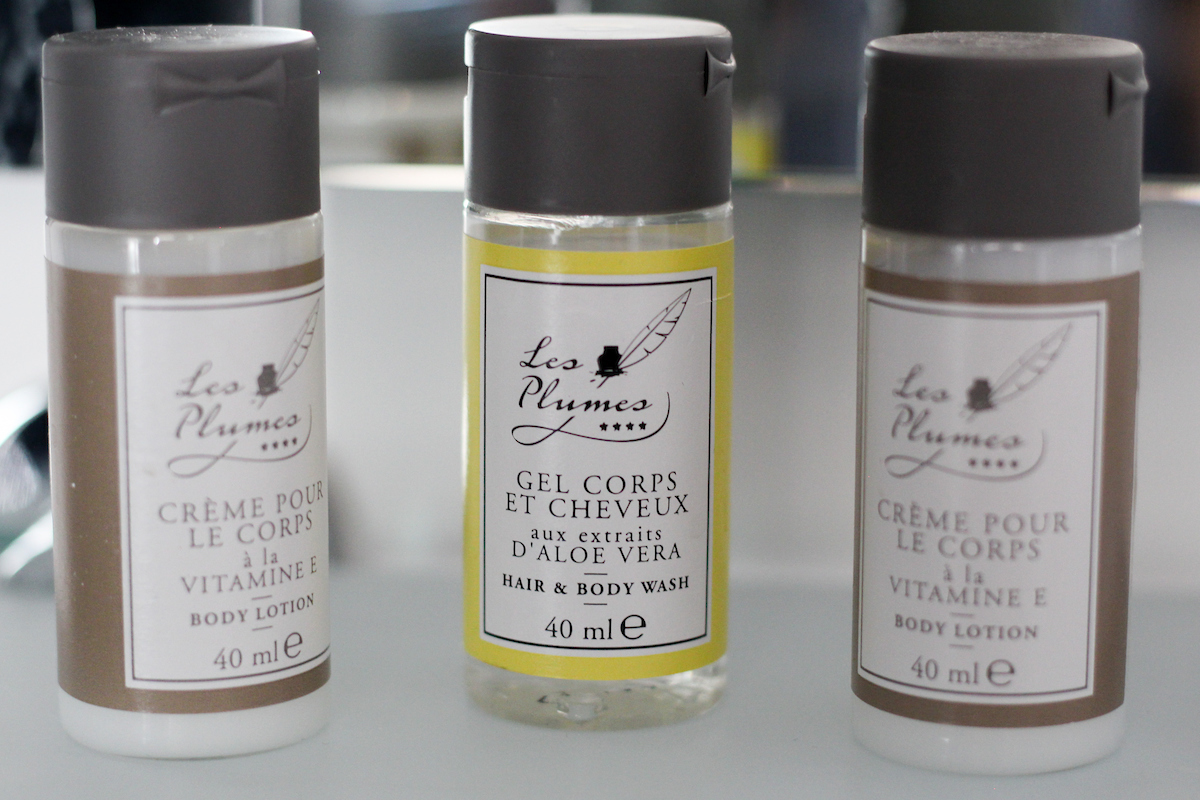 Les
Plumes
CRÈME POUR
LE CORPS
à la
VITAMINE E
BODY LOTION
40 ml ℮
Les
Plumes
GEL CORPS
ET CHEVEUX
aux extraits
D'ALOE VERA
HAIR & BODY WASH
40 ml ℮
Les
Plumes
CRÈME POUR
LE CORPS
à la
VITAMINE E
BODY LOTION
40 ml ℮